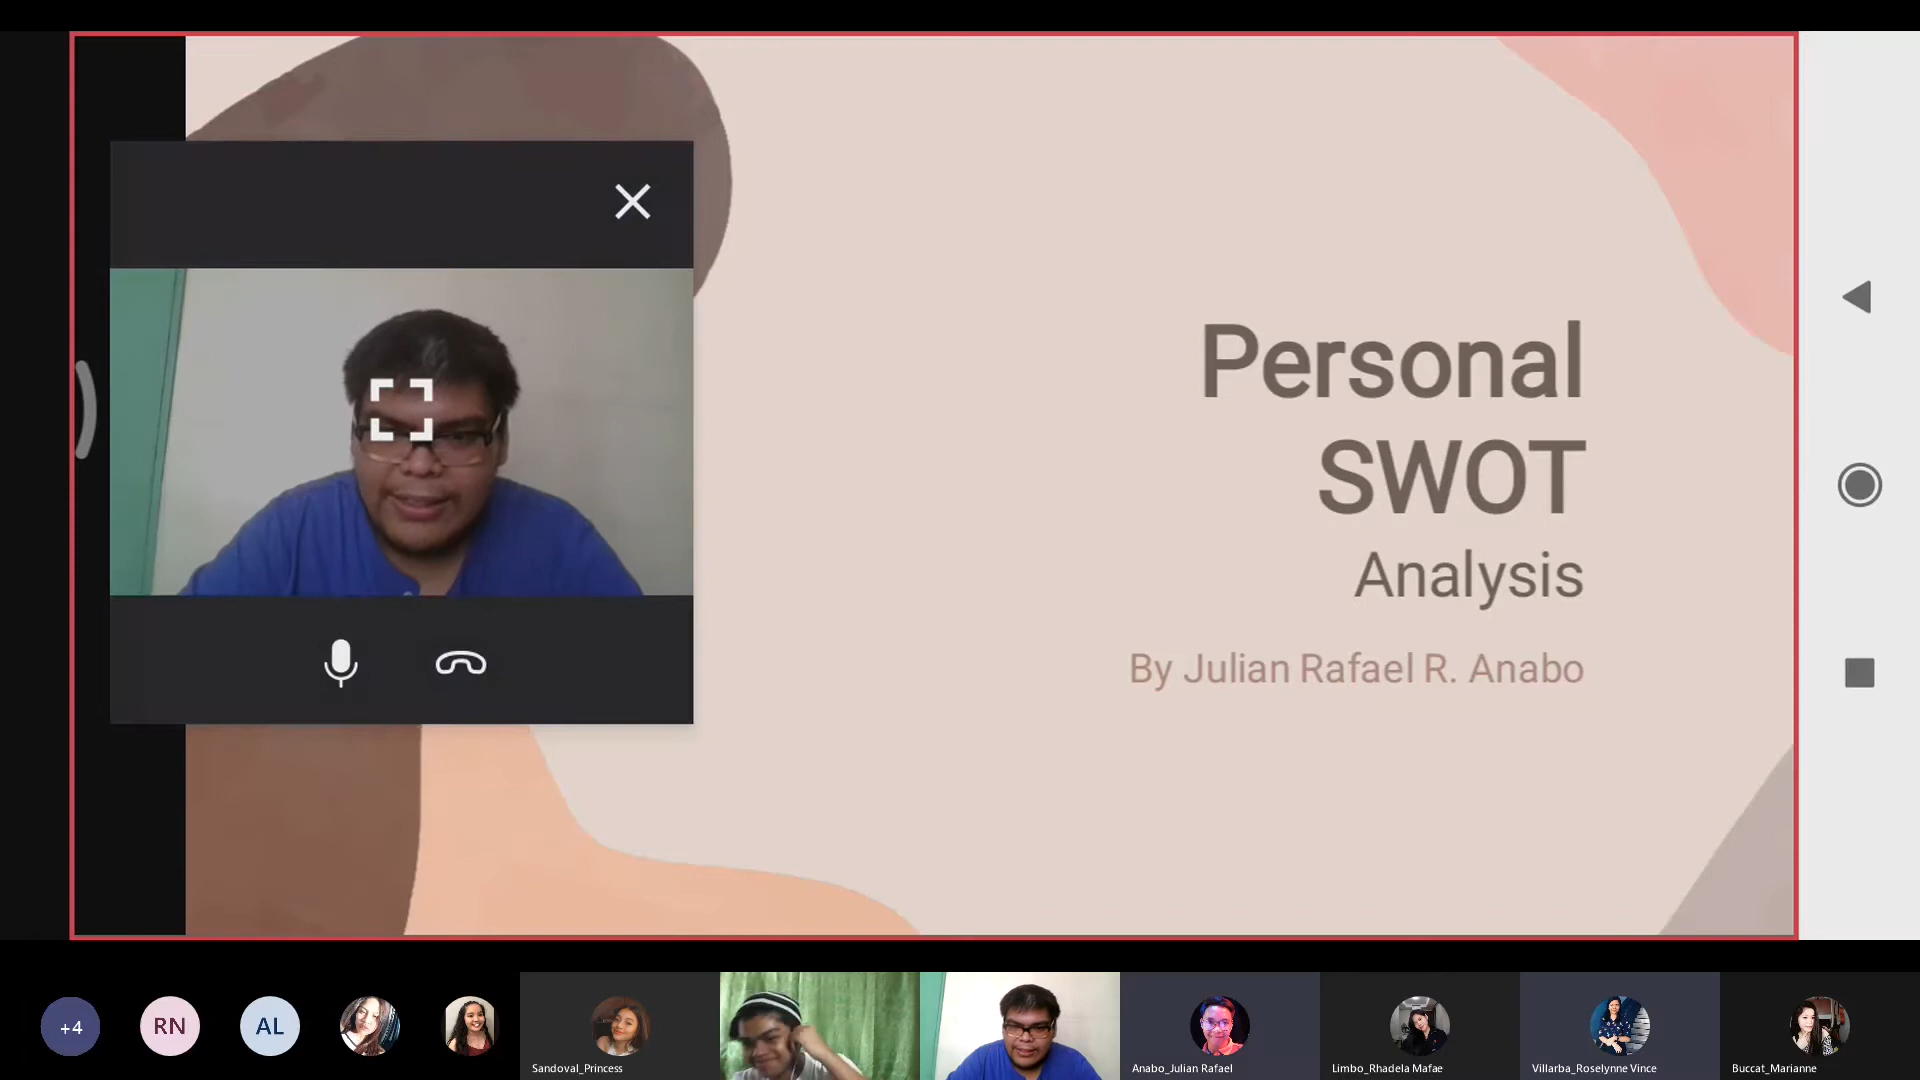 Personal
SWOT
Analysis
By Julian Rafael R. Anabo
+4
RN
AL
Sandoval_Princess
Anabo_Julian Rafael
Limbo_Rhadela Mafae
Villarba_Roselynne Vince
Buccat_Marianne